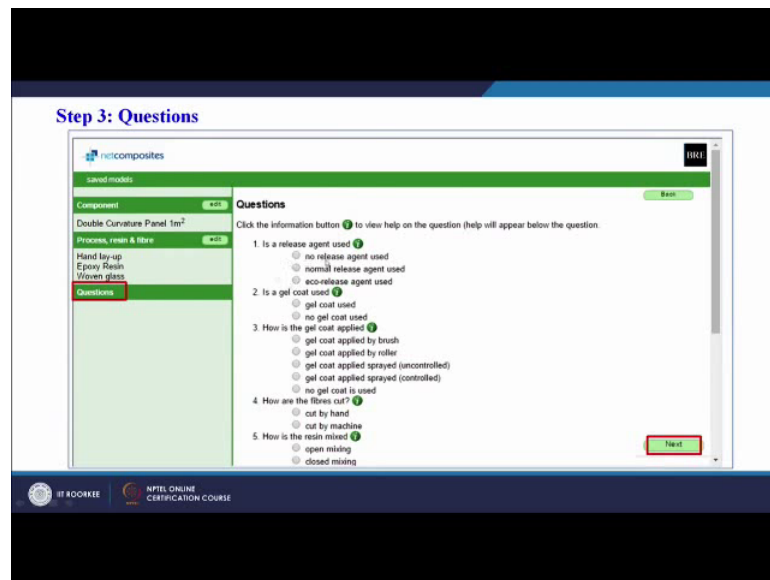 Step 3: Questions
netcomposites
BRE
saved models
Back
Component edit
Double Curvature Panel 1m²
Process, resin & fibre edit
Hand lay-up
Epoxy Resin
Woven glass
Questions
Questions
Click the information button i to view help on the question (help will appear below the question.
1. Is a release agent used i
no release agent used
normal release agent used
eco-release agent used
2. Is a gel coat used i
gel coat used
no gel coat used
3. How is the gel coat applied i
gel coat applied by brush
gel coat applied by roller
gel coat applied sprayed (uncontrolled)
gel coat applied sprayed (controlled)
no gel coat is used
4. How are the fibres cut? i
cut by hand
cut by machine
5. How is the resin mixed i
open mixing
closed mixing
Next
IIT ROORKEE
NPTEL ONLINE
CERTIFICATION COURSE